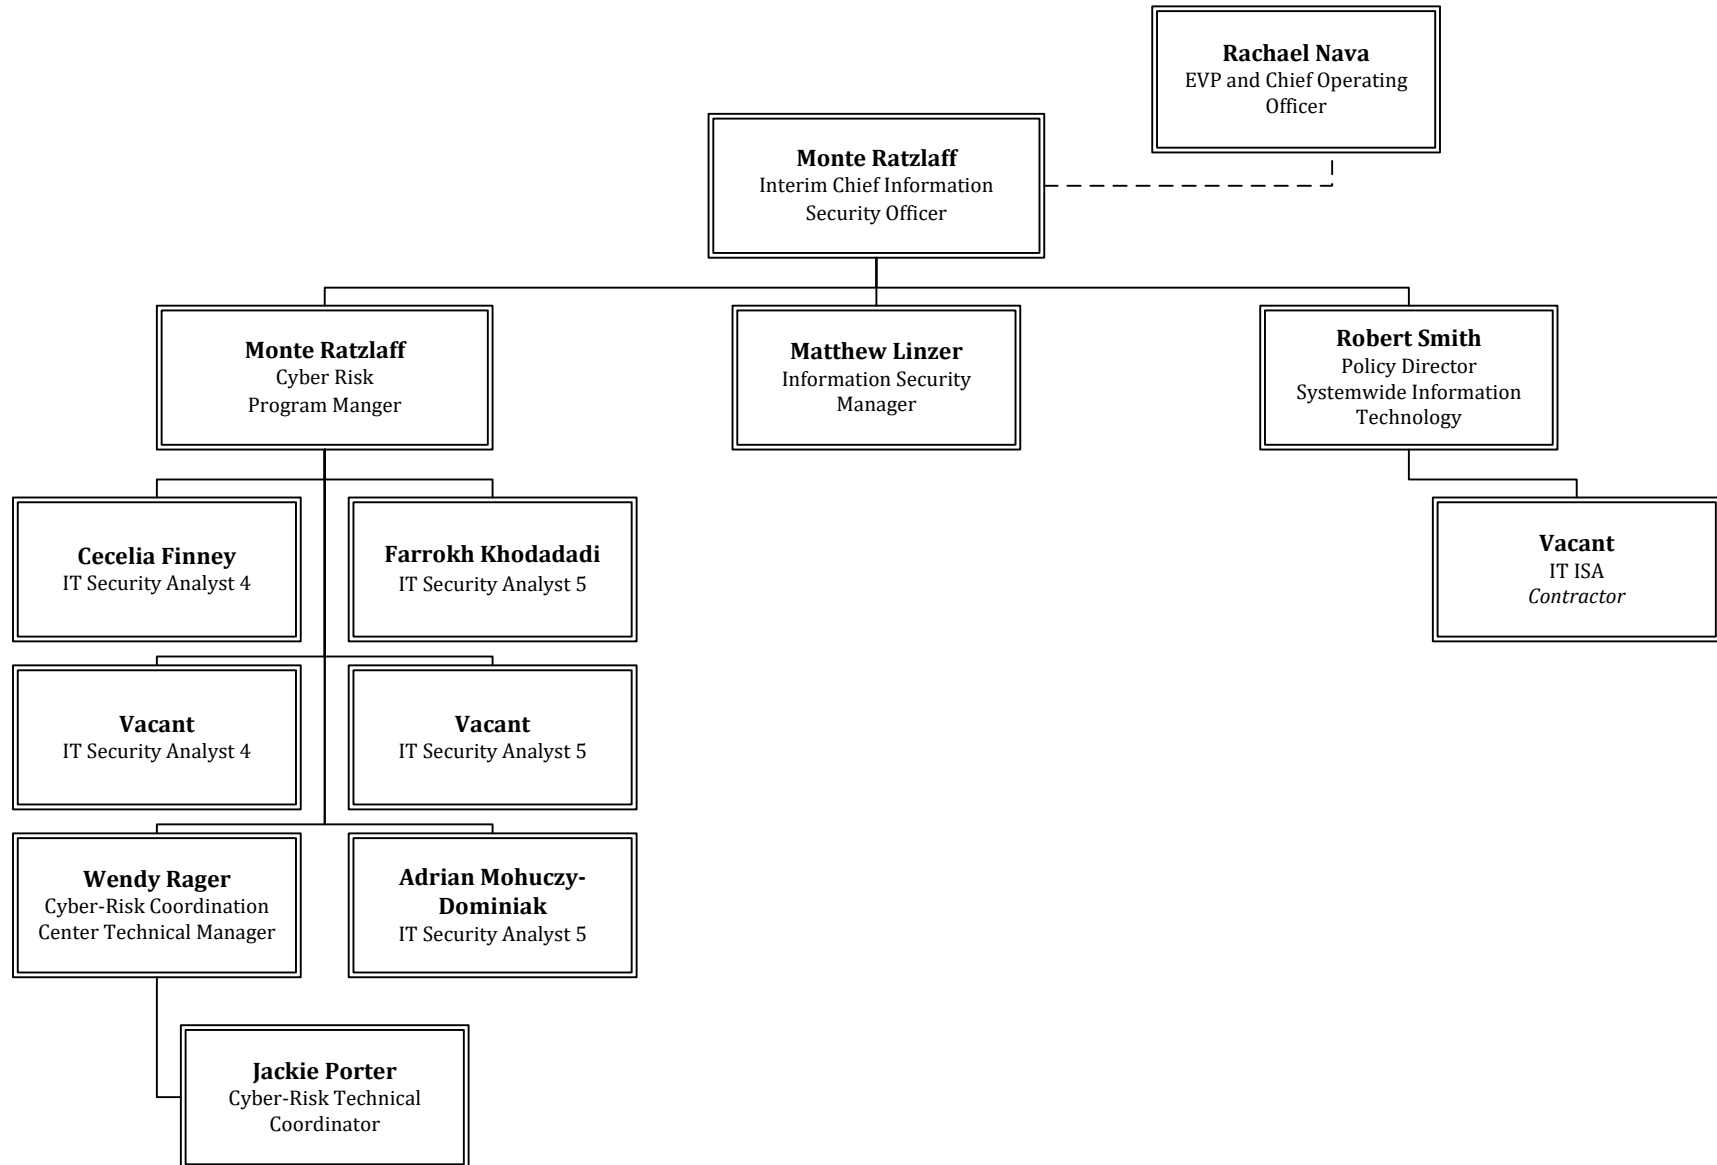 Rachael Nava
EVP and Chief Operating
Officer
Monte Ratzlaff
Interim Chief Information
Security Officer
Monte Ratzlaff
Cyber Risk
Program Manger
Matthew Linzer
Information Security
Manager
Robert Smith
Policy Director
Systemwide Information
Technology
Cecelia Finney
IT Security Analyst 4
Farrokh Khodadadi
IT Security Analyst 5
Vacant
IT ISA
Contractor
Vacant
IT Security Analyst 4
Vacant
IT Security Analyst 5
Wendy Rager
Cyber-Risk Coordination
Center Technical Manager
Adrian Mohuczy-
Dominiak
IT Security Analyst 5
Jackie Porter
Cyber-Risk Technical
Coordinator